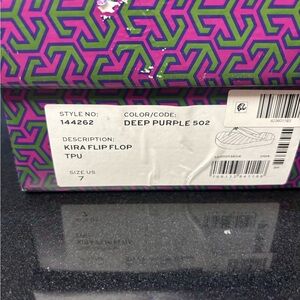 STYLE NO:
144262
COLOR/CODE:
DEEP PURPLE 502
DESCRIPTION:
KIRA FLIP FLOP
TPU
SIZE US
7